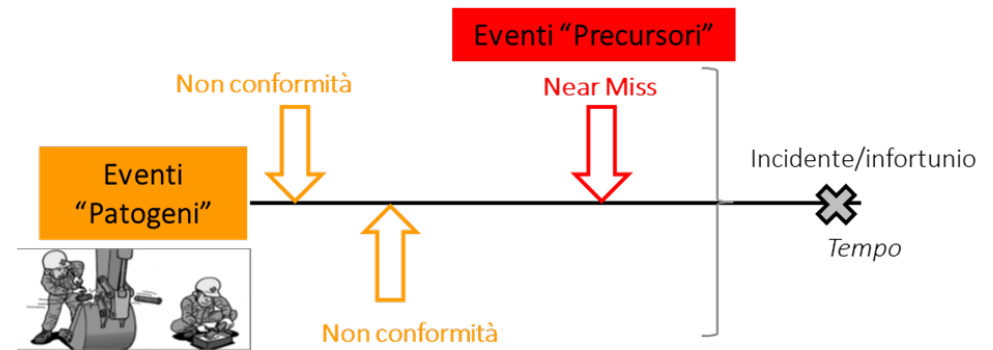 Eventi “Precursori”
Non conformità
Near Miss
Eventi
“Patogeni”
Incidente/infortunio
Tempo
Non conformità